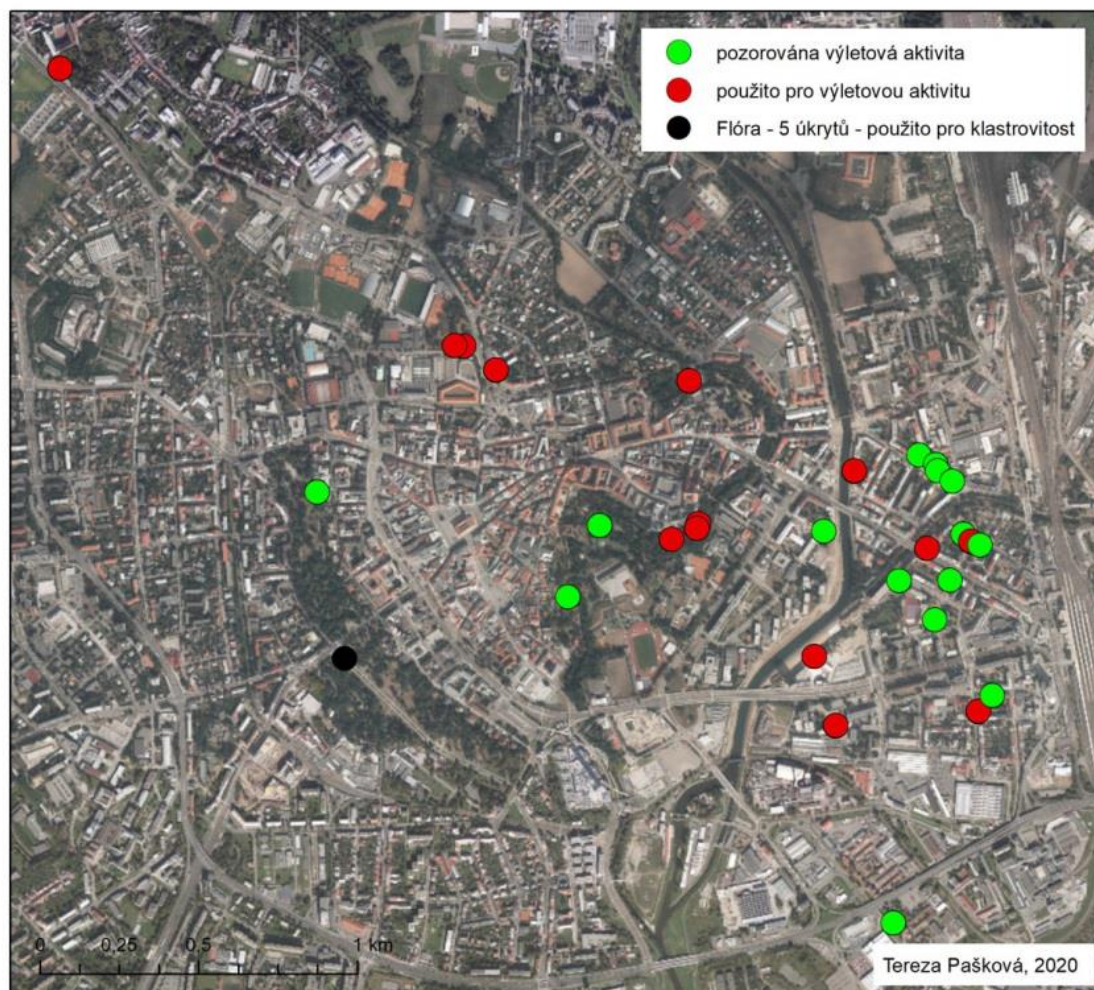 pozorována výletová aktivita
použito pro výletovou aktivitu
Flóra - 5 úkrytů - použito pro klastrovitost
0 0,25 0,5 1 km
Tereza Pašková, 2020